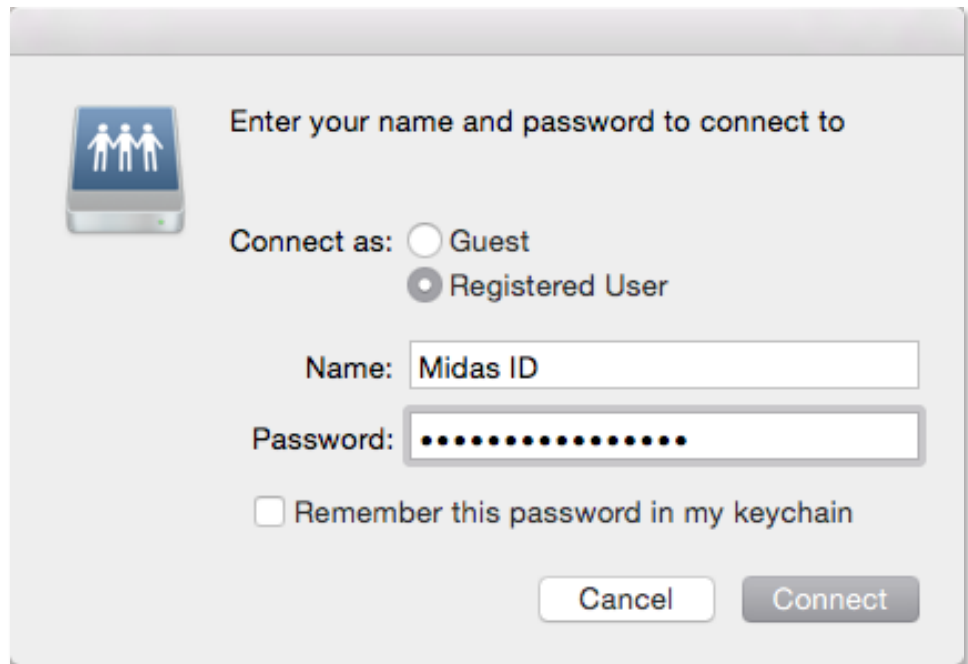 Enter your name and password to connect to
Connect as: Guest
Registered User
Name: Midas ID
Password: ••••••••••••••••
Remember this password in my keychain
Cancel Connect